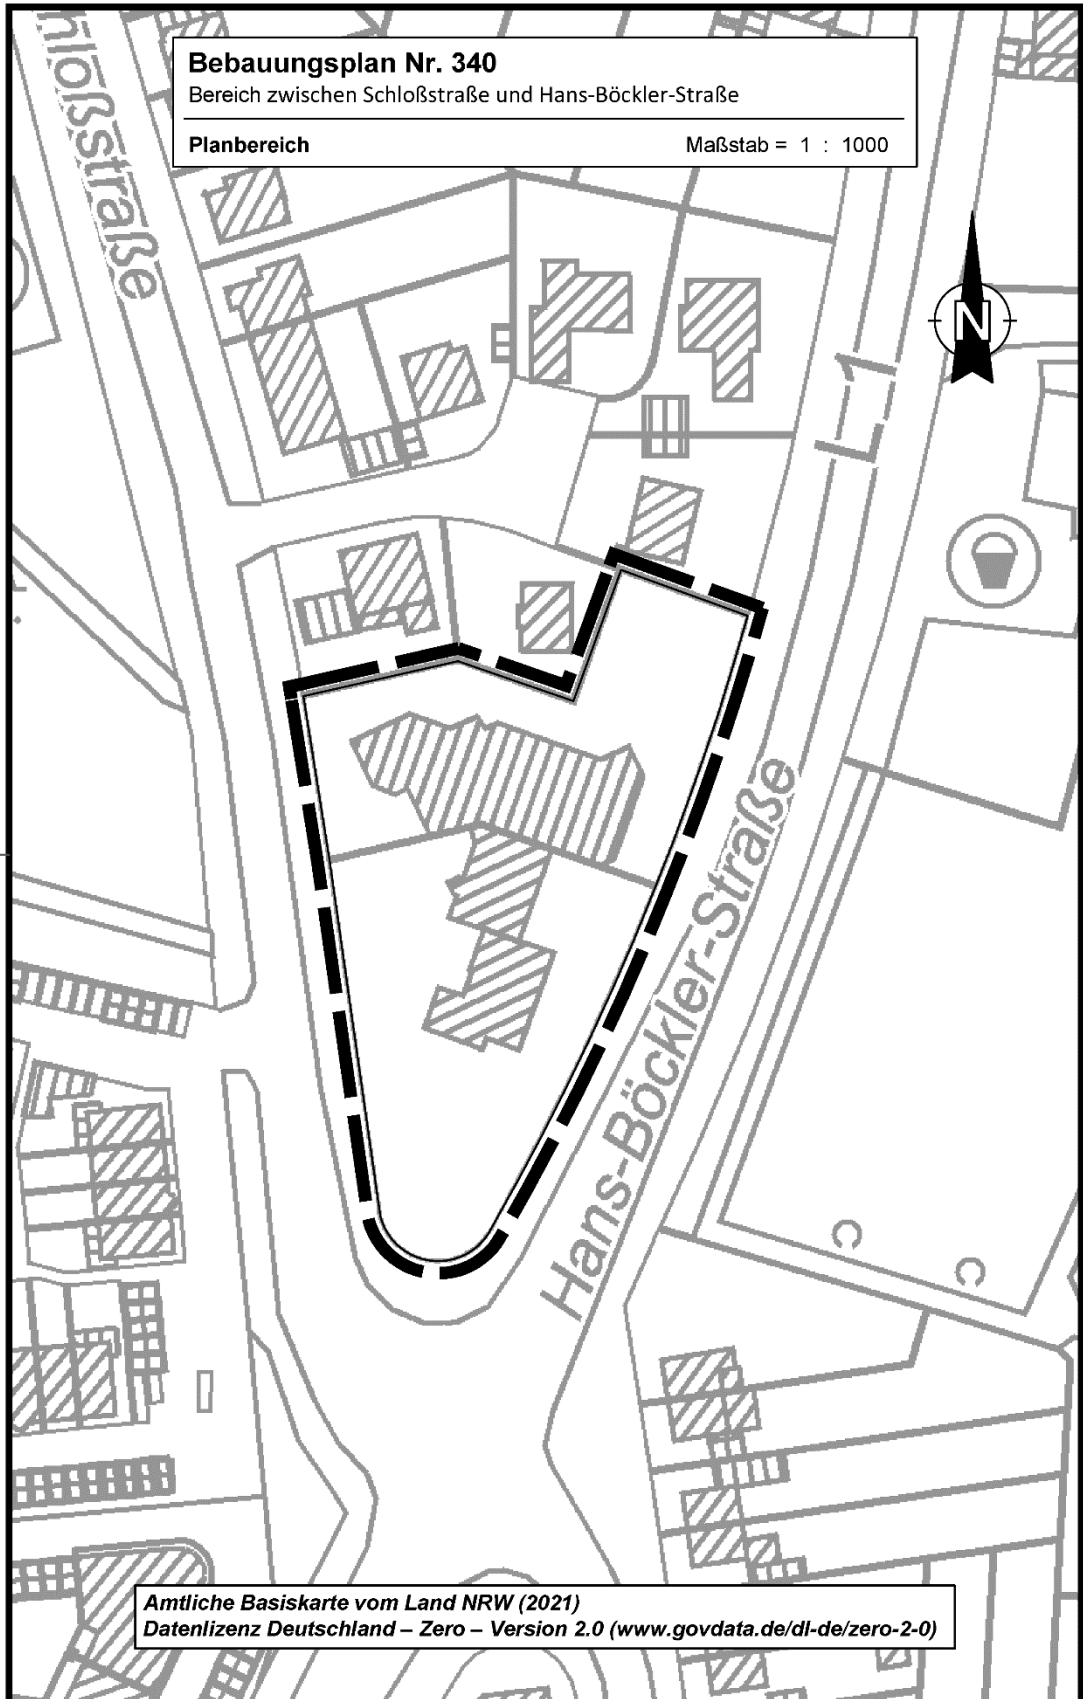 Bebauungsplan Nr. 340
Bereich zwischen Schloßstraße und Hans-Böckler-Straße
Planbereich Maßstab = 1 : 1000
hloßstraße
N
L 1
Hans-Böckler-Straße
Amtliche Basiskarte vom Land NRW (2021)
Datenlizenz Deutschland – Zero – Version 2.0 (www.govdata.de/dl-de/zero-2-0)